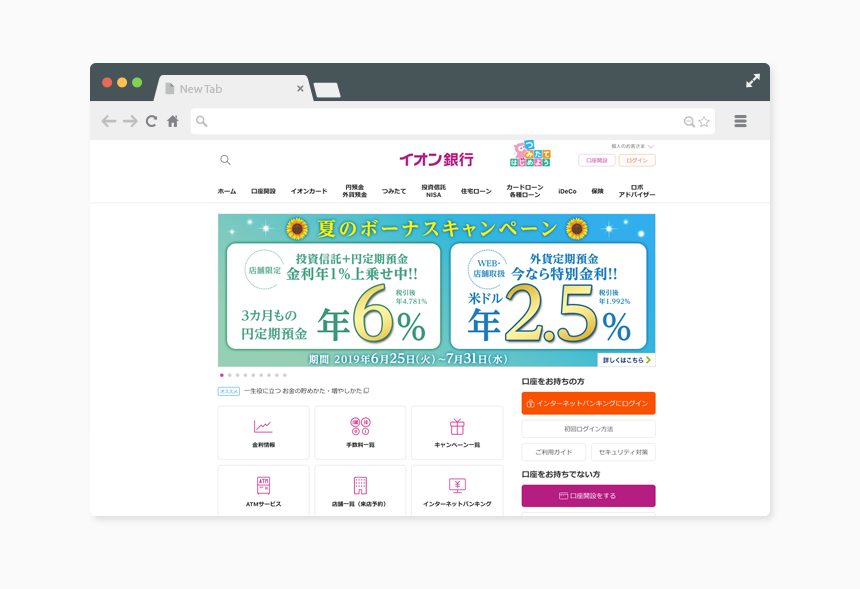 New Tab
個人のお客さま
イオン銀行
つみたて
はじめよう
口座開設
ログイン
ホーム
口座開設
イオンカード
円預金
外貨預金
つみたて
投資信託
NISA
住宅ローン
カードローン
各種ローン
iDeCo
保険
ロボ
アドバイザー
夏のボーナスキャンペーン
店舗限定
投資信託+円定期預金
金利年1%上乗せ中!!
3カ月もの
円定期預金
年6%
税引後
年4.781%
WEB・
店舗取扱
外貨定期預金
今なら特別金利!!
米ドル
年2.5%
税引後
年1.992%
期間 2019年6月25日(火)~7月31日(水)
詳しくはこちら
オススメ
一生役に立つ お金の貯めかた・増やしかた
金利情報
手数料一覧
キャンペーン一覧
ATM
ATMサービス
店舗一覧(来店予約)
インターネットバンキング
口座をお持ちの方
インターネットバンキングにログイン
初回ログイン方法
ご利用ガイド
セキュリティ対策
口座をお持ちでない方
口座開設をする